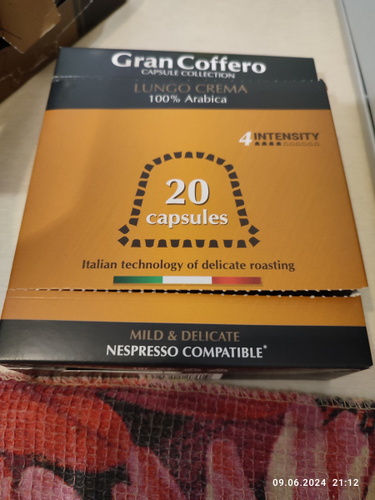 Gran Coffero
CAPSULE COLLECTION
LUNGO CREMA
100% Arabica
4 INTENSITY
20
capsules
Italian technology of delicate roasting
MILD & DELICATE
NESPRESSO COMPATIBLE*
09.06.2024 21:12